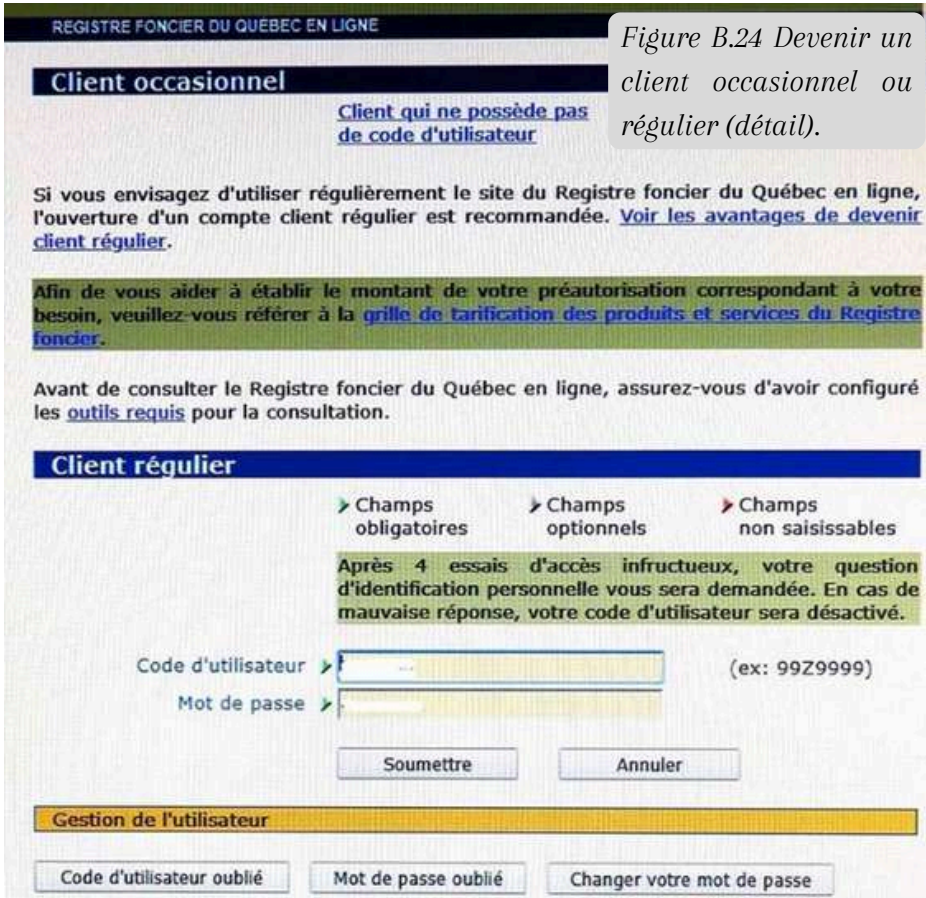 REGISTRE FONCIER DU QUÉBEC EN LIGNE
Figure B.24 Devenir un
client occasionnel ou
régulier (détail).
Client occasionnel
Client qui ne possède pas
de code d'utilisateur
Si vous envisagez d'utiliser régulièrement le site du Registre foncier du Québec en ligne,
l'ouverture d'un compte client régulier est recommandée. Voir les avantages de devenir
client régulier.
Afin de vous aider à établir le montant de votre préautorisation correspondant à votre
besoin, veuillez vous référer à la grille de tarification des produits et services du Registre
foncier.
Avant de consulter le Registre foncier du Québec en ligne, assurez-vous d'avoir configuré
les outils requis pour la consultation.
Client régulier
Champs
obligatoires
Champs
optionnels
Champs
non saisissables
Après 4 essais d'accès infructueux, votre question
d'identification personnelle vous sera demandée. En cas de
mauvaise réponse, votre code d'utilisateur sera désactivé.
Code d'utilisateur
(ex: 99Z9999)
Mot de passe
Soumettre
Annuler
Gestion de l'utilisateur
Code d'utilisateur oublié
Mot de passe oublié
Changer votre mot de passe